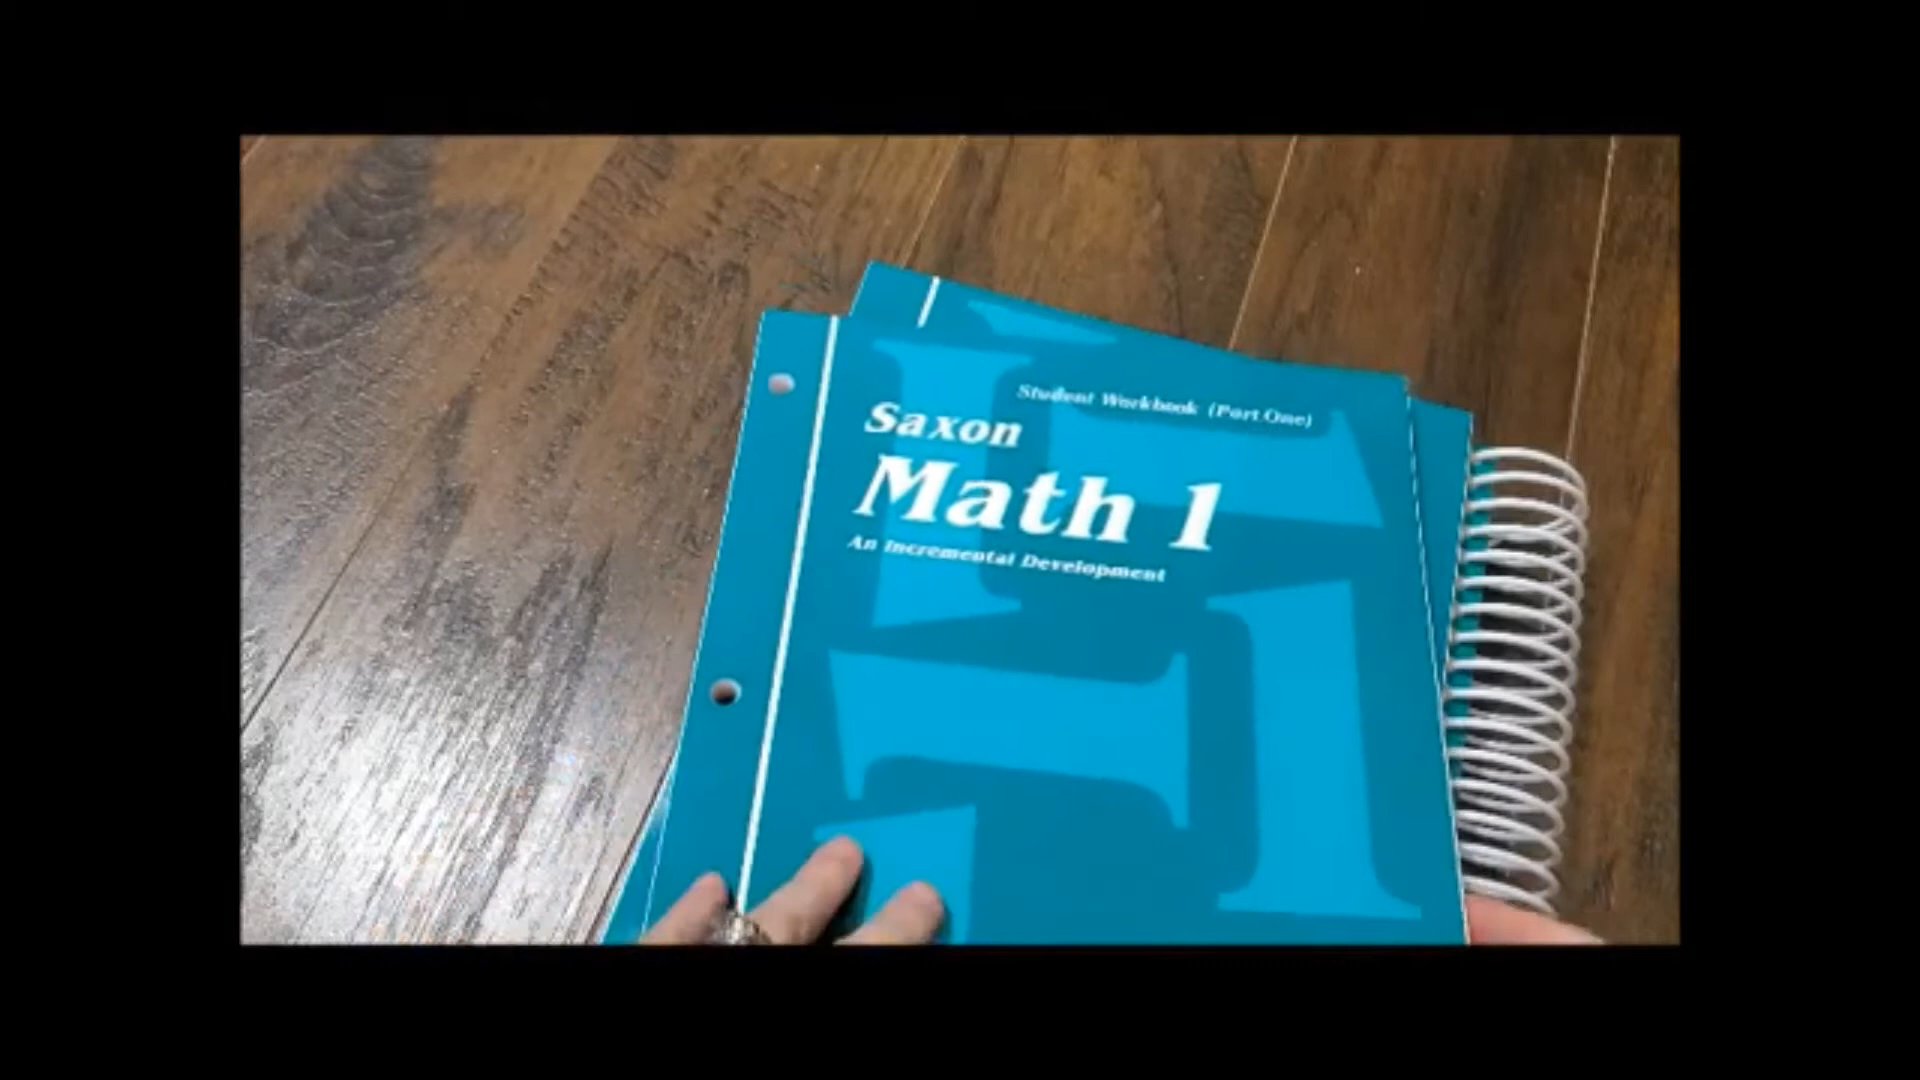 Student Workbook (Part One)
Saxon
Math 1
An Incremental Development